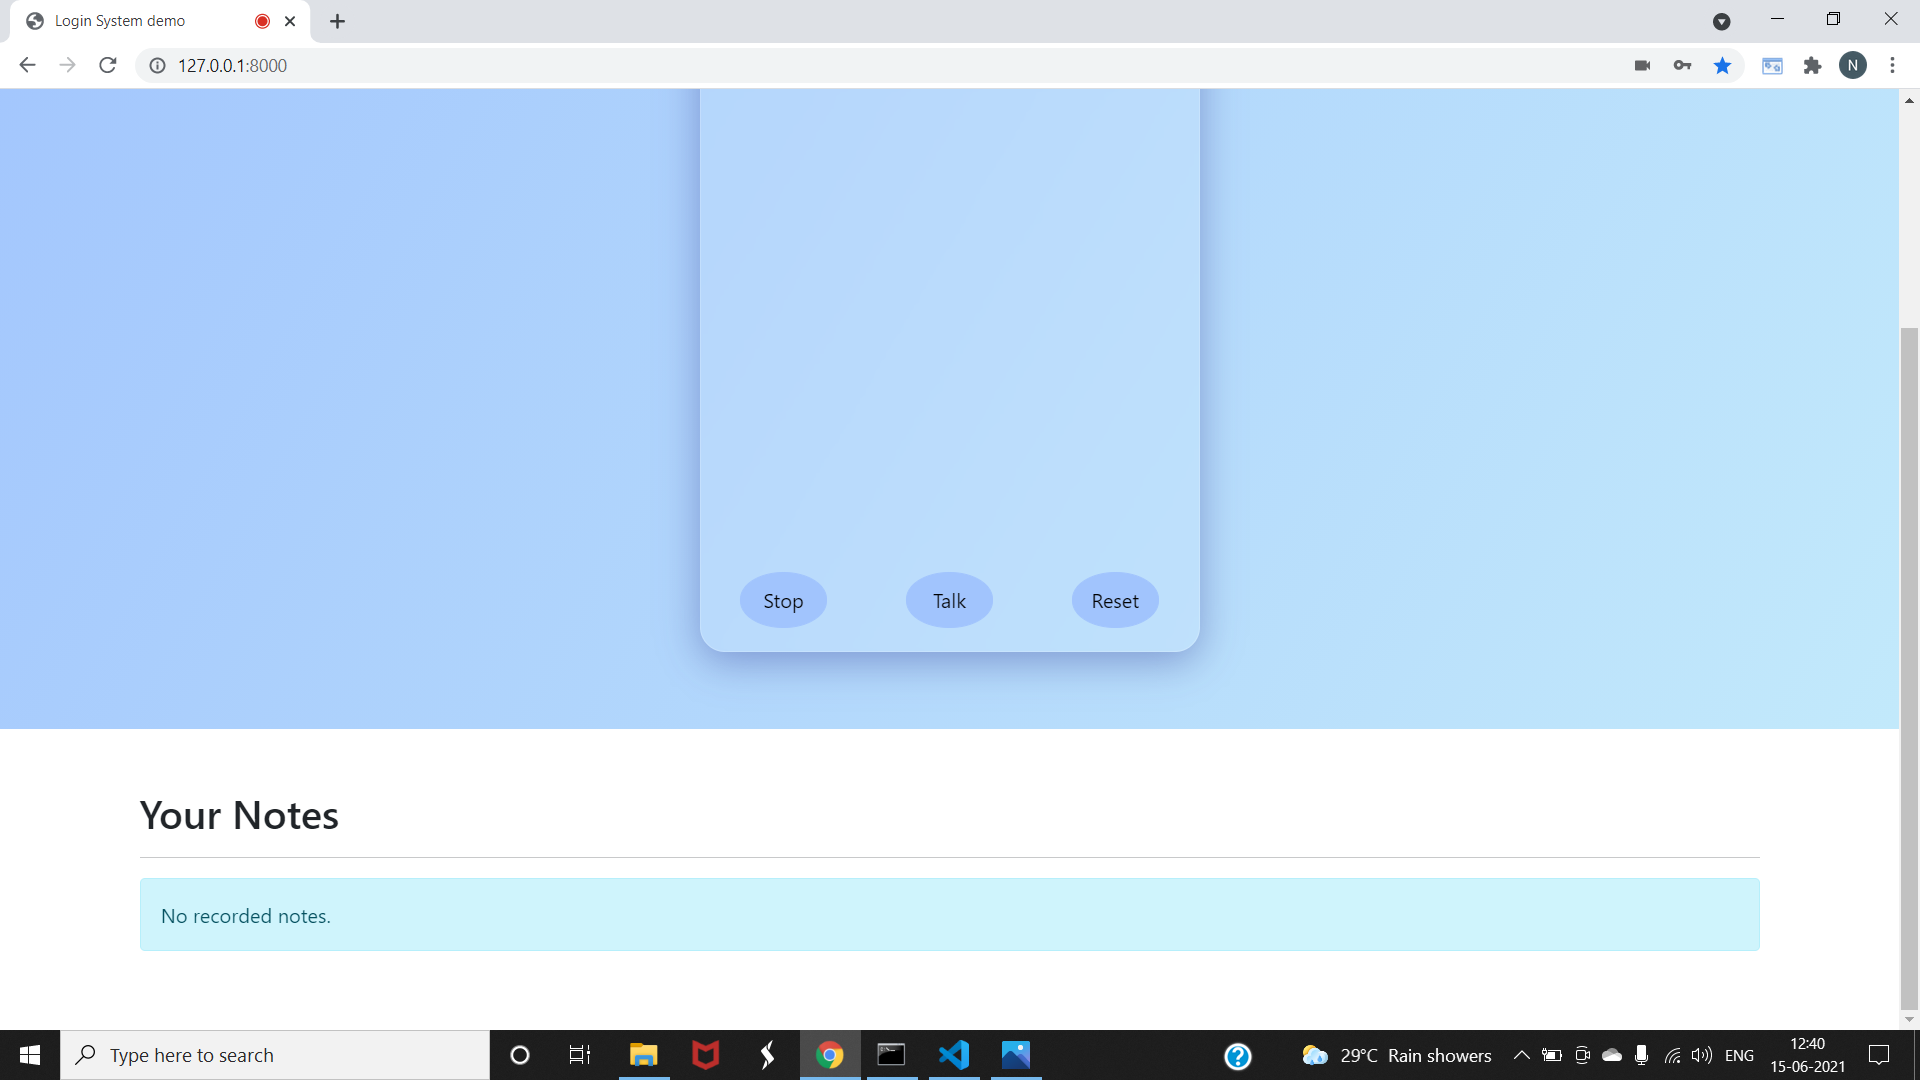 Login System demo
127.0.0.1:8000
N
Stop
Talk
Reset
Your Notes
No recorded notes.
Type here to search
29°C Rain showers
ENG
12:40
15-06-2021